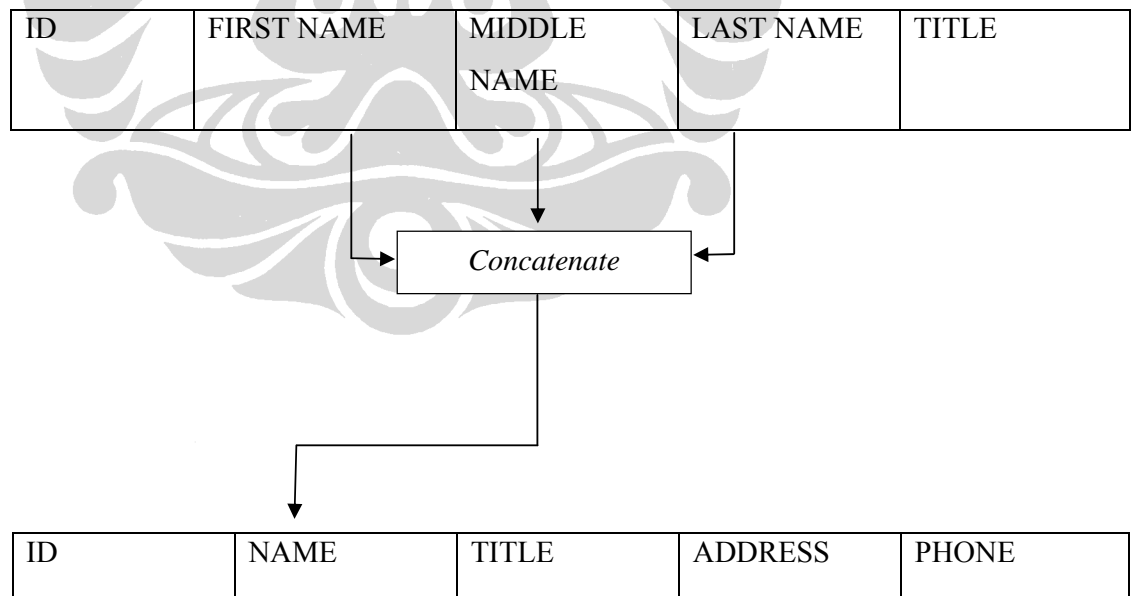 ID FIRST NAME MIDDLE LAST NAME TITLE
NAME
Concatenate
ID NAME TITLE ADDRESS PHONE